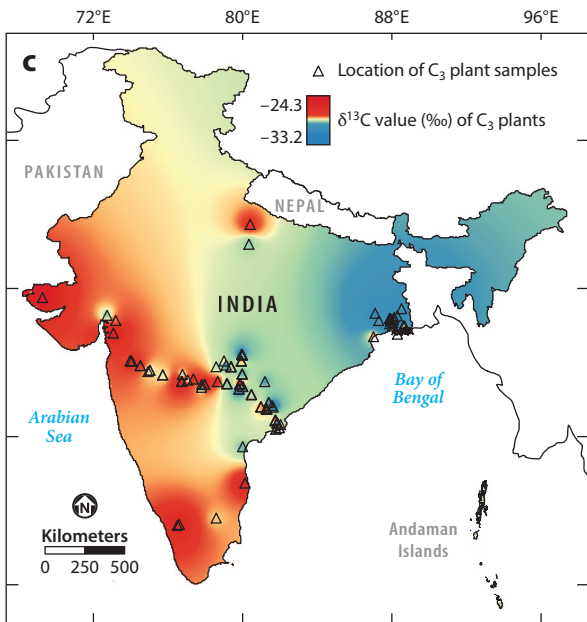 72°E 80°E 88°E 96°E
c
Location of C₃ plant samples
−24.3
−33.2
δ¹³C value (‰) of C₃ plants
PAKISTAN
NEPAL
INDIA
Arabian
Sea
Bay of
Bengal
N
Kilometers
0 250 500
Andaman
Islands